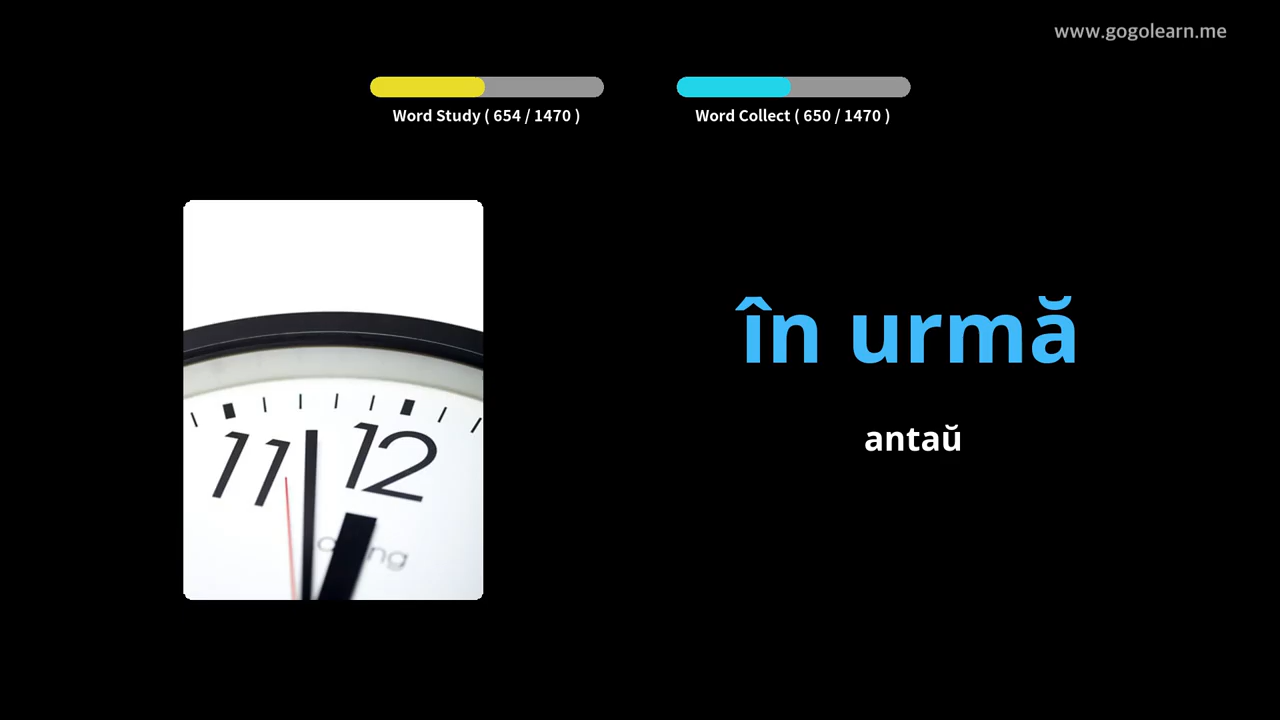 www.gogolearn.me
Word Study ( 654 / 1470 )
Word Collect ( 650 / 1470 )
în urmă
antaŭ
11
12